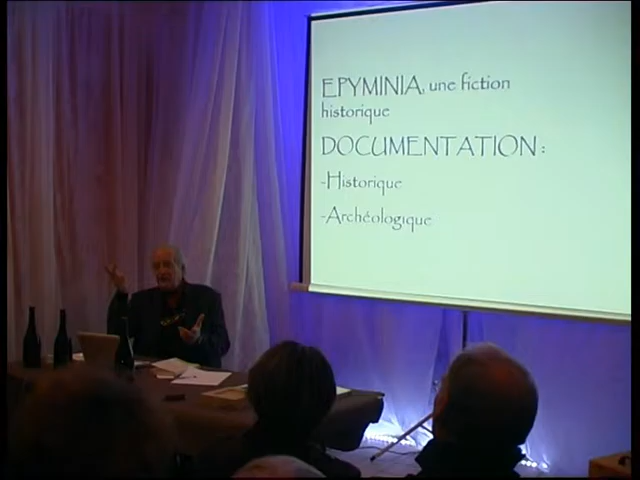 EPYMINIA, une fiction
historique
DOCUMENTATION :
-Historique
-Archéologique